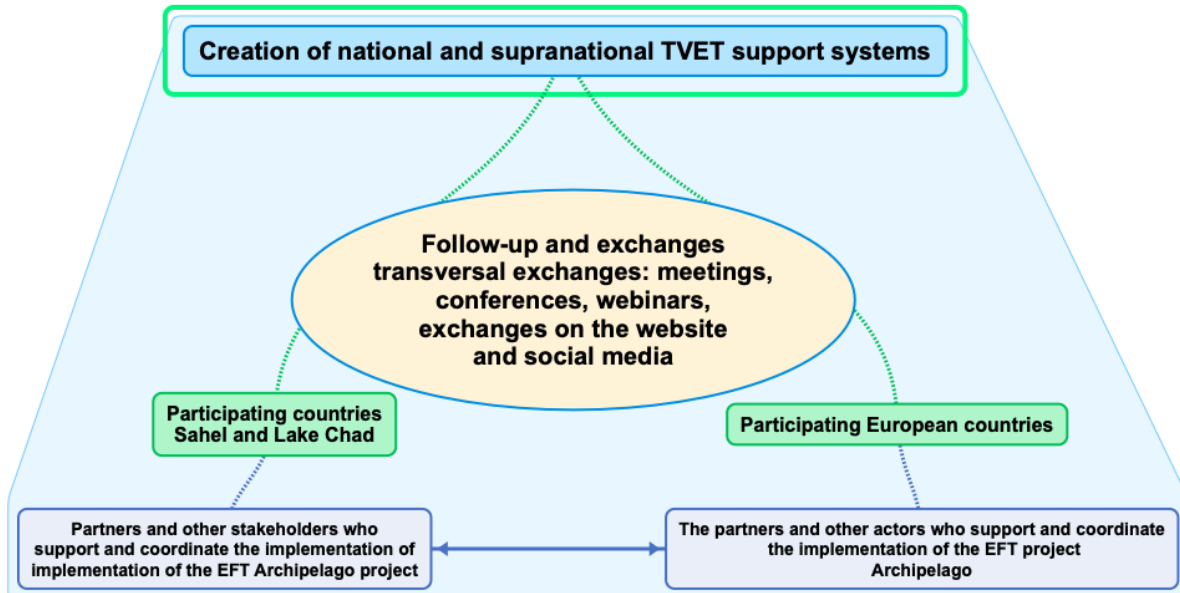 Creation of national and supranational TVET support systems
Follow-up and exchanges
transversal exchanges: meetings,
conferences, webinars,
exchanges on the website
and social media
Participating countries
Sahel and Lake Chad
Participating European countries
Partners and other stakeholders who
support and coordinate the implementation of
implementation of the EFT Archipelago project
The partners and other actors who support and coordinate
the implementation of the EFT project
Archipelago